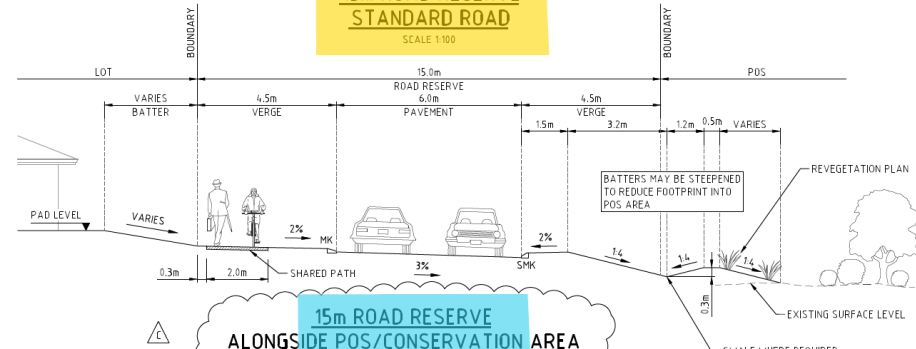 STANDARD ROAD
SCALE 1:100
BOUNDARY
BOUNDARY
LOT
15.0m
POS
ROAD RESERVE
VARIES
4.5m
6.0m
4.5m
BATTER
VERGE
PAVEMENT
VERGE
1.5m
3.2m
1.2m
0.5m
VARIES
BATTERS MAY BE STEEPENED
TO REDUCE FOOTPRINT INTO
POS AREA
REVEGETATION PLAN
PAD LEVEL
VARIES
2%
MK
2%
1:4
1:4
1:4
0.3m
2.0m
SHARED PATH
3%
SMK
0.3m
EXISTING SURFACE LEVEL
15m ROAD RESERVE
ALONGSIDE POS/CONSERVATION AREA